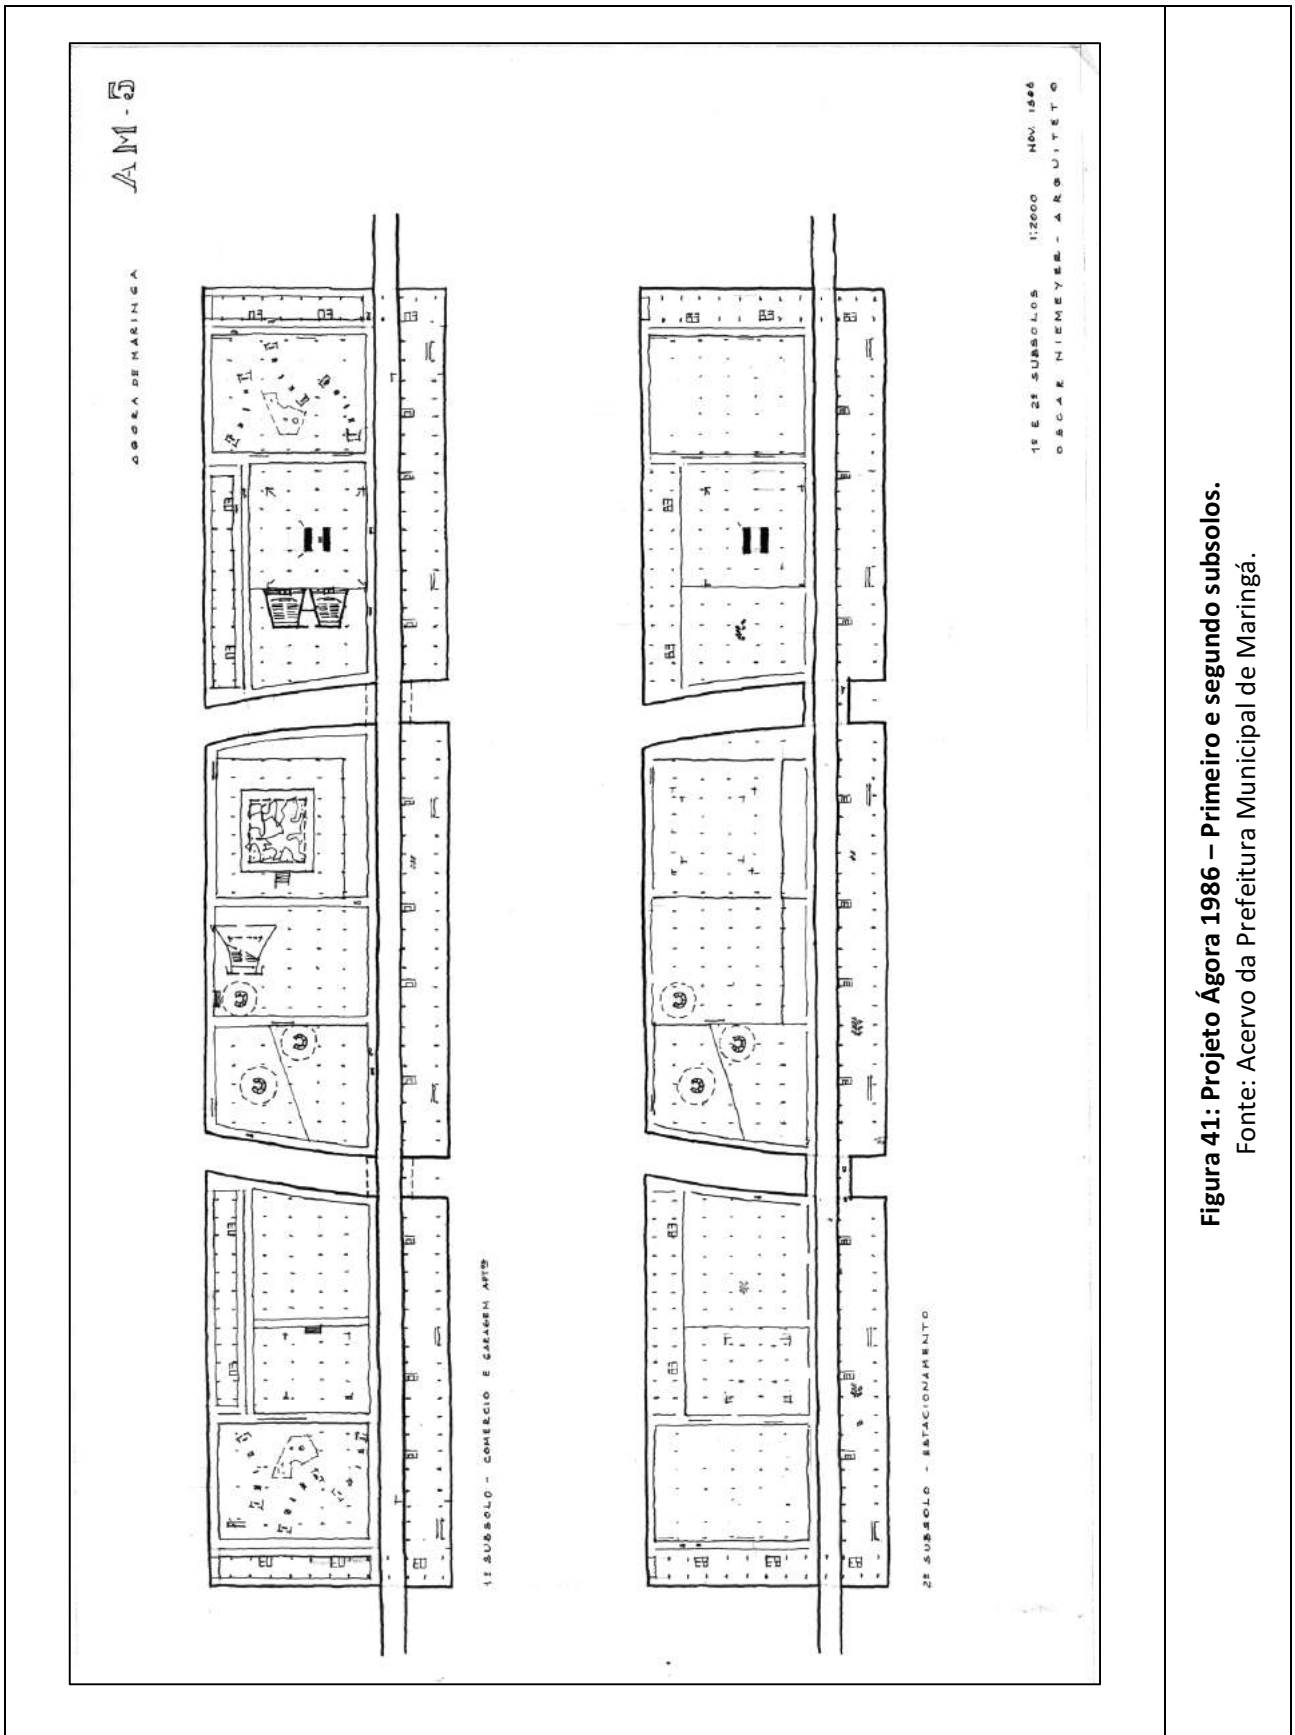 AM-5
AGORA DE MARINGA
1º SUBSOLO - COMERCIO E GARAGEM APTOS
2º SUBSOLO - ESTACIONAMENTO
1º E 2º SUBSOLOS 1:2000 NOV. 1986
OSCAR NIEMEYER - ARQUITETO
Figura 41: Projeto Ágora 1986 – Primeiro e segundo subsolos.
Fonte: Acervo da Prefeitura Municipal de Maringá.